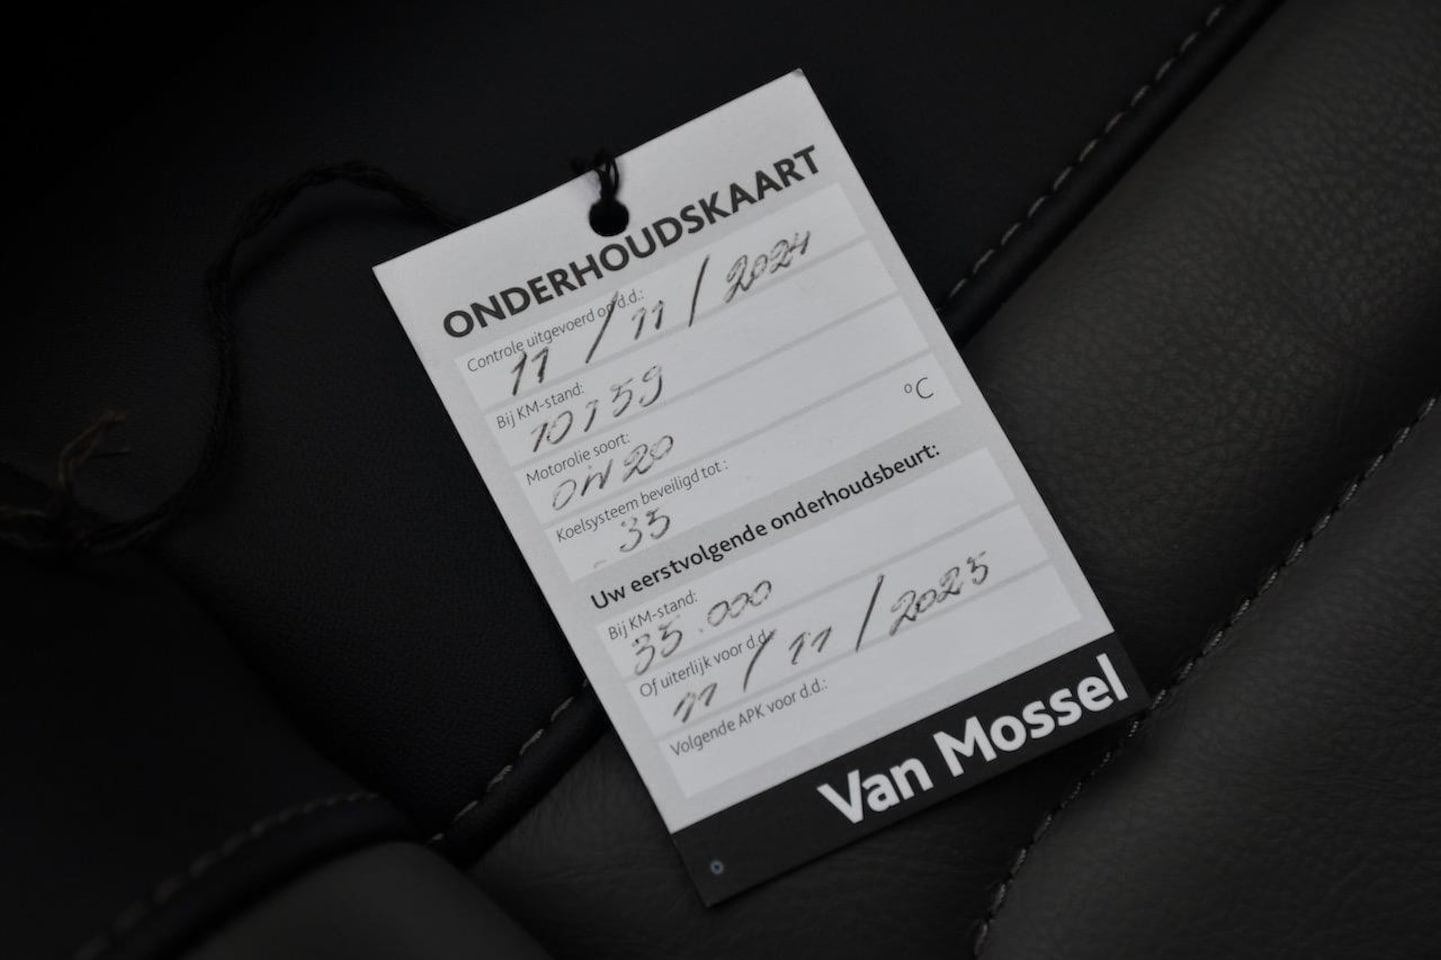 ONDERHOUDSKAART
Controle uitgevoerd op d.d.:
11 / 11 / 2024
Bij KM-stand:
10159
Motorolie soort:
0W20
Koelsysteem beveiligd tot :
- 35 °C
Uw eerstvolgende onderhoudsbeurt:
Bij KM-stand:
35.000
Of uiterlijk voor d.d.:
11 / 11 / 2025
Volgende APK voor d.d.:
Van Mossel